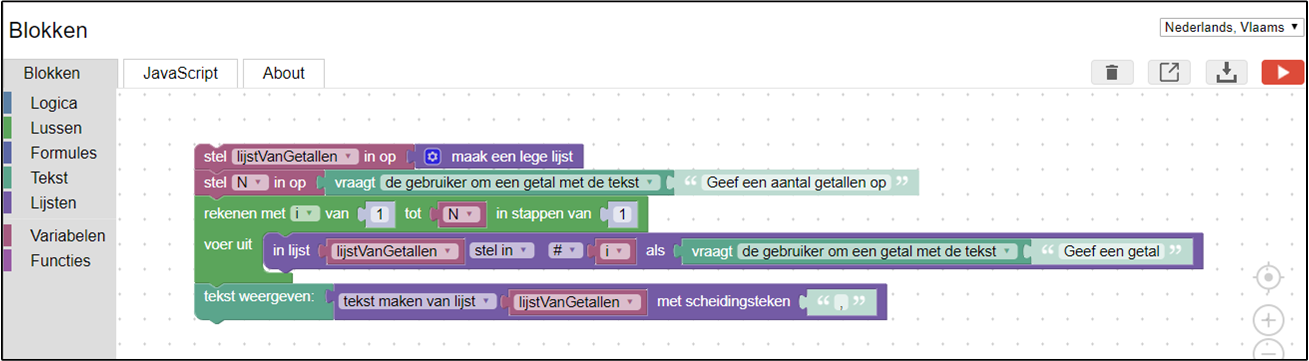 Blokken
Nederlands, Vlaams
Blokken JavaScript About
Logica
Lussen
Formules
Tekst
Lijsten
Variabelen
Functies
stel lijstVanGetallen in op maak een lege lijst
stel N in op vraagt de gebruiker om een getal met de tekst “ Geef een aantal getallen op ”
rekenen met i van 1 tot N in stappen van 1
voer uit in lijst lijstVanGetallen stel in # i als vraagt de gebruiker om een getal met de tekst “ Geef een getal ”
tekst weergeven: tekst maken van lijst lijstVanGetallen met scheidingsteken “ , ”